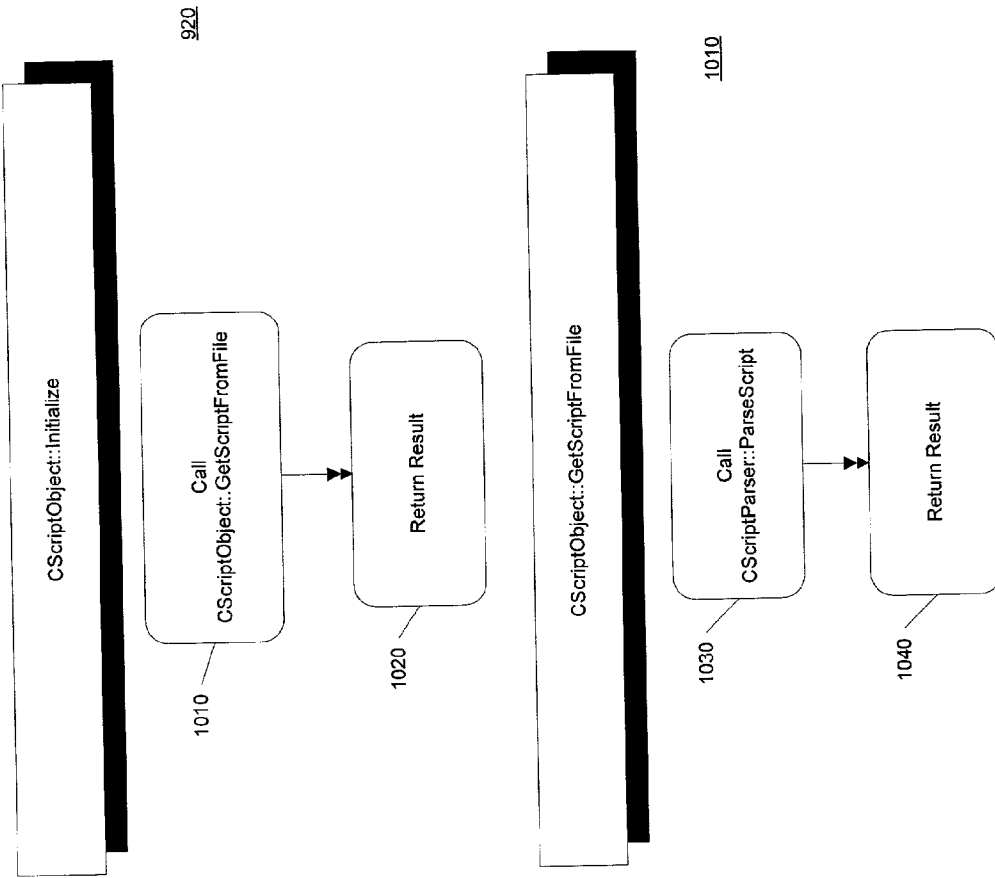 CScriptObject::Initialize
920
Call
CScriptObject::GetScriptFromFile
1010
Return Result
1020
CScriptObject::GetScriptFromFile
1010
Call
CScriptParser::ParseScript
1030
Return Result
1040